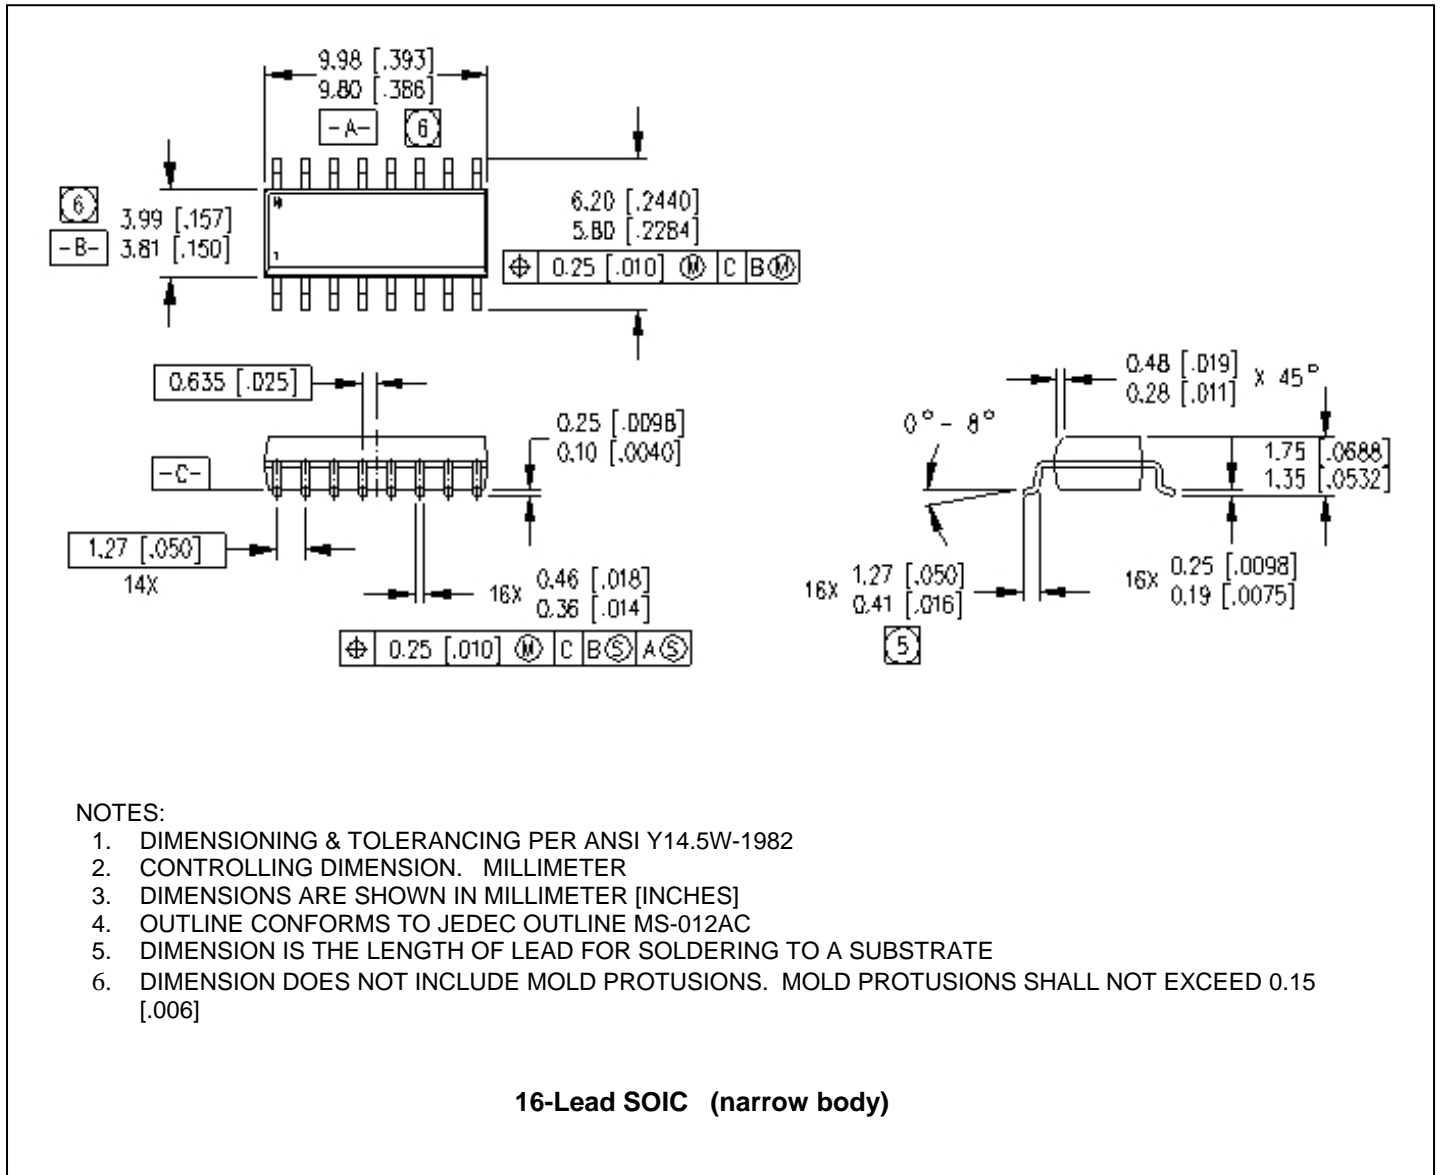 9.98 [.393]
9.80 [.386]
-A- 6
6
3.99 [.157]
-B- 3.81 [.150]
1
6.20 [.2440]
5.80 [.2284]
⌖ 0.25 [.010] Ⓜ C B Ⓜ
0.635 [.025]
0.25 [.0098]
0.10 [.0040]
-C-
1.27 [.050]
14X
16X 0.46 [.018]
0.36 [.014]
⌖ 0.25 [.010] Ⓜ C B Ⓢ A Ⓢ
0.48 [.019]
0.28 [.011] X 45°
0° - 8°
1.75 [.0688]
1.35 [.0532]
16X 1.27 [.050]
0.41 [.016]
5
16X 0.25 [.0098]
0.19 [.0075]
NOTES:
1. DIMENSIONING & TOLERANCING PER ANSI Y14.5W-1982
2. CONTROLLING DIMENSION. MILLIMETER
3. DIMENSIONS ARE SHOWN IN MILLIMETER [INCHES]
4. OUTLINE CONFORMS TO JEDEC OUTLINE MS-012AC
5. DIMENSION IS THE LENGTH OF LEAD FOR SOLDERING TO A SUBSTRATE
6. DIMENSION DOES NOT INCLUDE MOLD PROTUSIONS. MOLD PROTUSIONS SHALL NOT EXCEED 0.15
[.006]
16-Lead SOIC (narrow body)